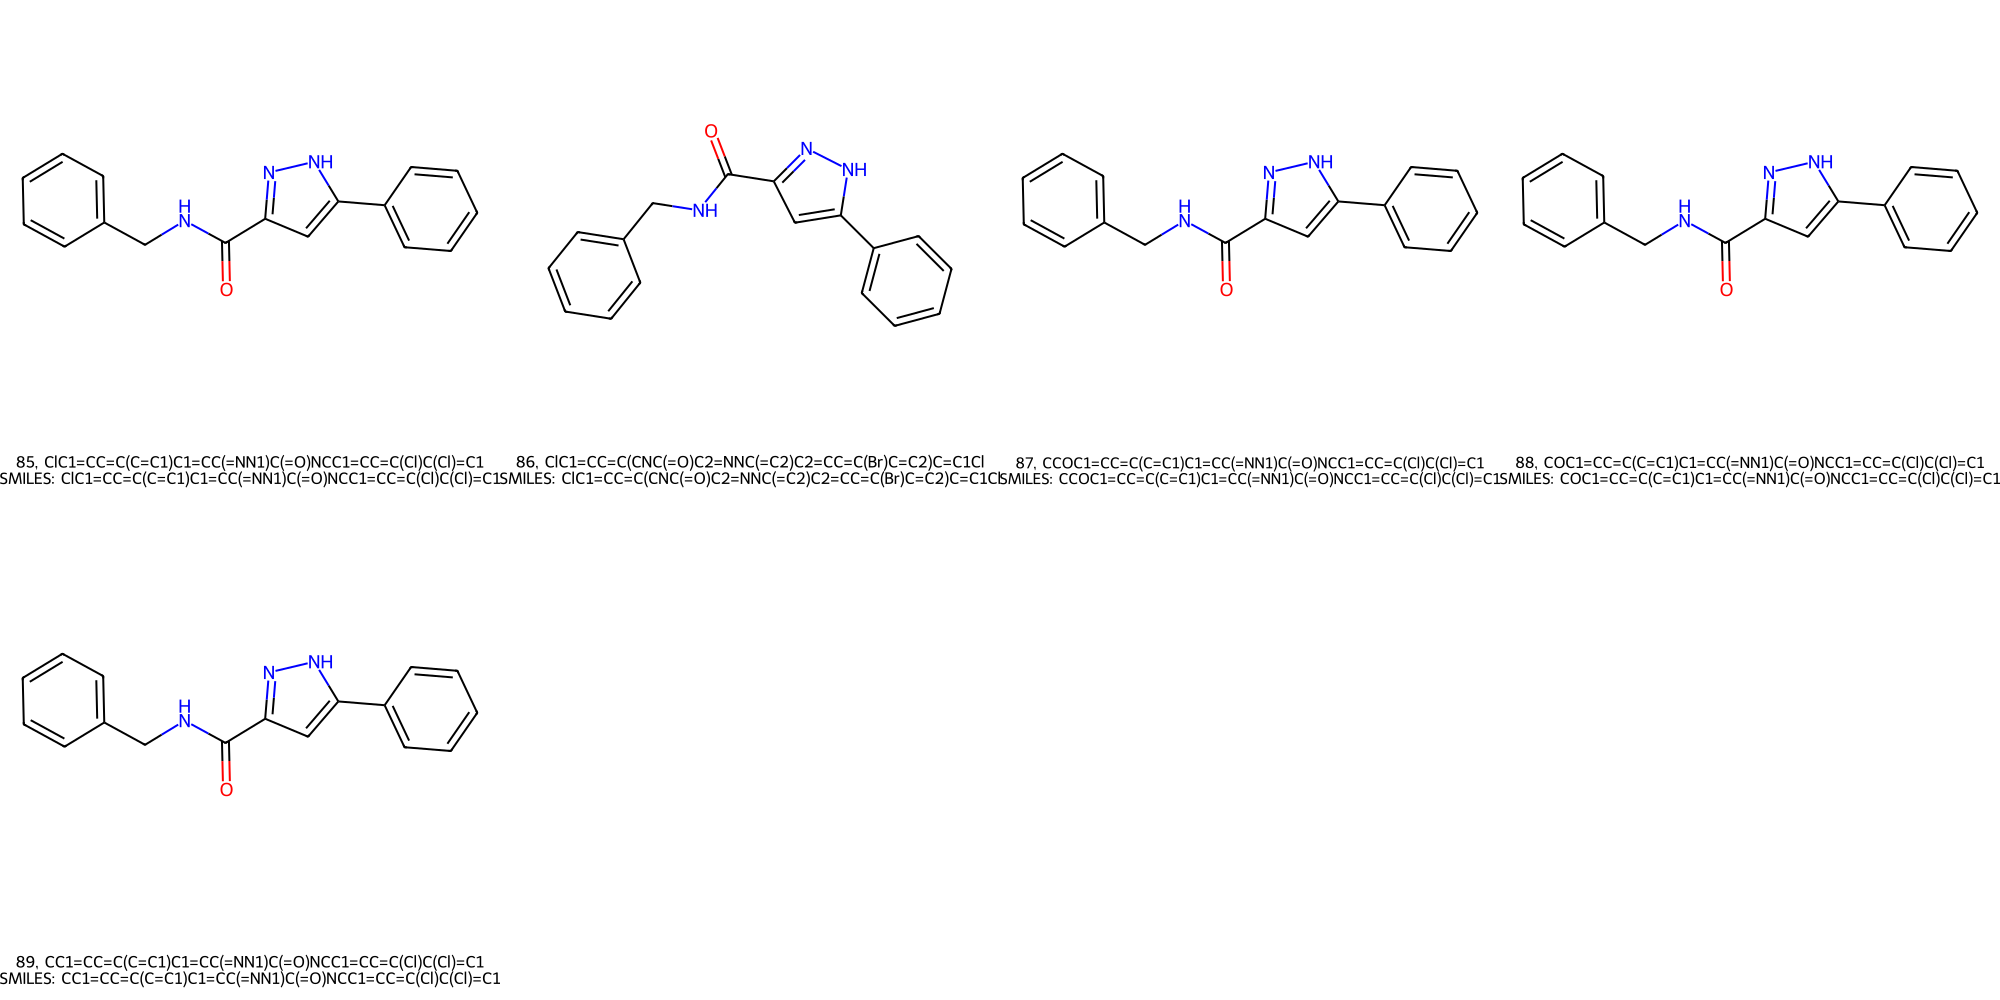 O
N
NH
H
N
O
N
NH
NH
N
NH
H
N
O
N
NH
H
N
O
85, ClC1=CC=C(C=C1)C1=CC(=NN1)C(=O)NCC1=CC=C(Cl)C(Cl)=C1
SMILES: ClC1=CC=C(C=C1)C1=CC(=NN1)C(=O)NCC1=CC=C(Cl)C(Cl)=C1
86, ClC1=CC=C(CNC(=O)C2=NNC(=C2)C2=CC=C(Br)C=C2)C=C1Cl
SMILES: ClC1=CC=C(CNC(=O)C2=NNC(=C2)C2=CC=C(Br)C=C2)C=C1Cl
87, CCOC1=CC=C(C=C1)C1=CC(=NN1)C(=O)NCC1=CC=C(Cl)C(Cl)=C1
SMILES: CCOC1=CC=C(C=C1)C1=CC(=NN1)C(=O)NCC1=CC=C(Cl)C(Cl)=C1
88, COC1=CC=C(C=C1)C1=CC(=NN1)C(=O)NCC1=CC=C(Cl)C(Cl)=C1
SMILES: COC1=CC=C(C=C1)C1=CC(=NN1)C(=O)NCC1=CC=C(Cl)C(Cl)=C1
N
NH
H
N
O
89, CC1=CC=C(C=C1)C1=CC(=NN1)C(=O)NCC1=CC=C(Cl)C(Cl)=C1
SMILES: CC1=CC=C(C=C1)C1=CC(=NN1)C(=O)NCC1=CC=C(Cl)C(Cl)=C1